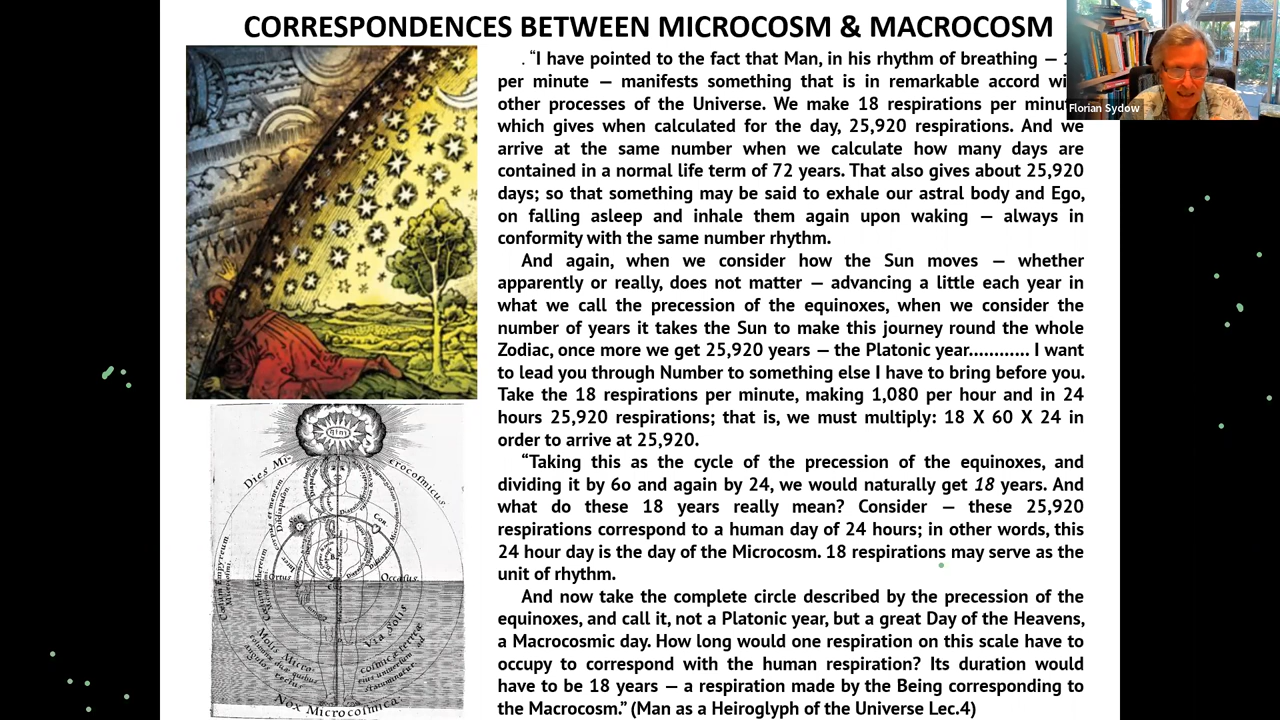 CORRESPONDENCES BETWEEN MICROCOSM & MACROCOSM
. “I have pointed to the fact that Man, in his rhythm of breathing —
per minute — manifests something that is in remarkable accord
other processes of the Universe. We make 18 respirations per
which gives when calculated for the day, 25,920 respirations. And we
arrive at the same number when we calculate how many days are
contained in a normal life term of 72 years. That also gives about 25,920
days; so that something may be said to exhale our astral body and Ego,
on falling asleep and inhale them again upon waking — always in
conformity with the same number rhythm.
And again, when we consider how the Sun moves — whether
apparently or really, does not matter — advancing a little each year in
what we call the precession of the equinoxes, when we consider the
number of years it takes the Sun to make this journey round the whole
Zodiac, once more we get 25,920 years — the Platonic year............ I want
to lead you through Number to something else I have to bring before you.
Take the 18 respirations per minute, making 1,080 per hour and in 24
hours 25,920 respirations; that is, we must multiply: 18 X 60 X 24 in
order to arrive at 25,920.
“Taking this as the cycle of the precession of the equinoxes, and
dividing it by 6o and again by 24, we would naturally get 18 years. And
what do these 18 years really mean? Consider — these 25,920
respirations correspond to a human day of 24 hours; in other words, this
24 hour day is the day of the Microcosm. 18 respirations may serve as the
unit of rhythm.
And now take the complete circle described by the precession of the
equinoxes, and call it, not a Platonic year, but a great Day of the Heavens,
a Macrocosmic day. How long would one respiration on this scale have to
occupy to correspond with the human respiration? Its duration would
have to be 18 years — a respiration made by the Being corresponding to
the Macrocosm.” (Man as a Heiroglyph of the Universe Lec.4)
Florian Sydow
Dies Mi-
crocosmicus.
Ortus
Occasus.
Via Solis
Nox Microcosmica.